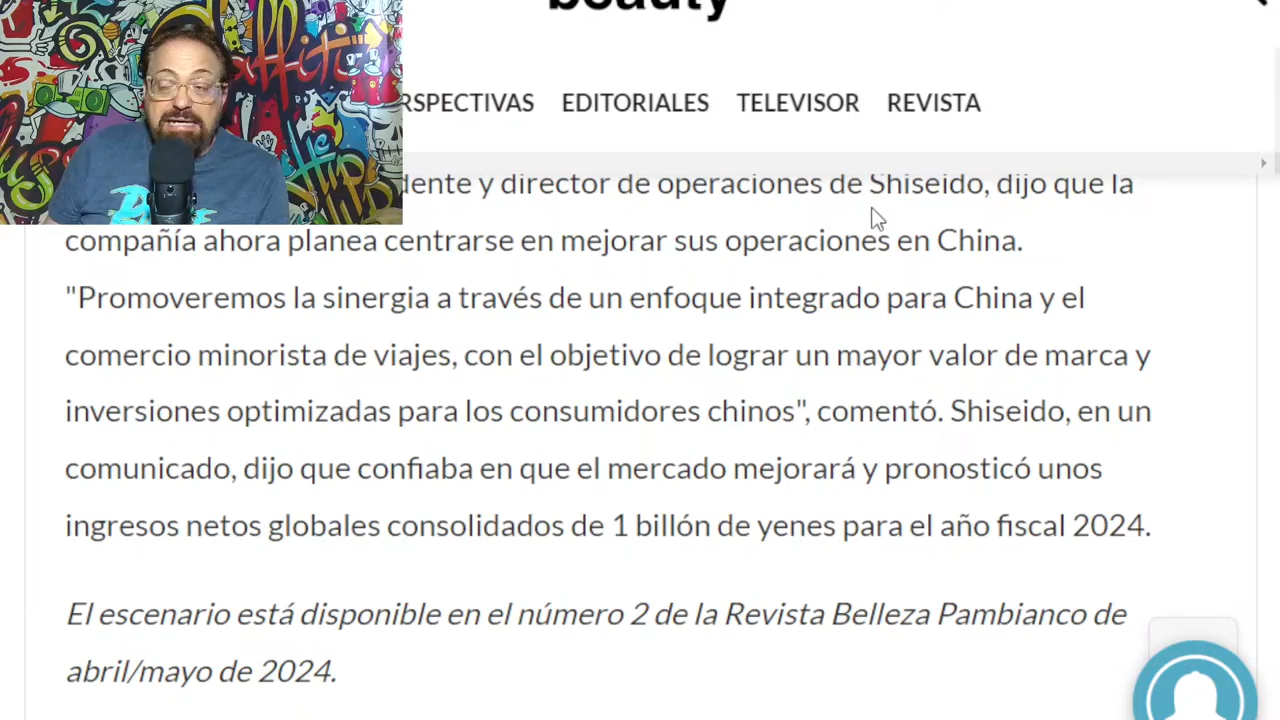 beauty
RSPECTIVAS EDITORIALES TELEVISOR REVISTA
dente y director de operaciones de Shiseido, dijo que la
compañía ahora planea centrarse en mejorar sus operaciones en China.
"Promoveremos la sinergia a través de un enfoque integrado para China y el
comercio minorista de viajes, con el objetivo de lograr un mayor valor de marca y
inversiones optimizadas para los consumidores chinos", comentó. Shiseido, en un
comunicado, dijo que confiaba en que el mercado mejorará y pronosticó unos
ingresos netos globales consolidados de 1 billón de yenes para el año fiscal 2024.
El escenario está disponible en el número 2 de la Revista Belleza Pambianco de
abril/mayo de 2024.